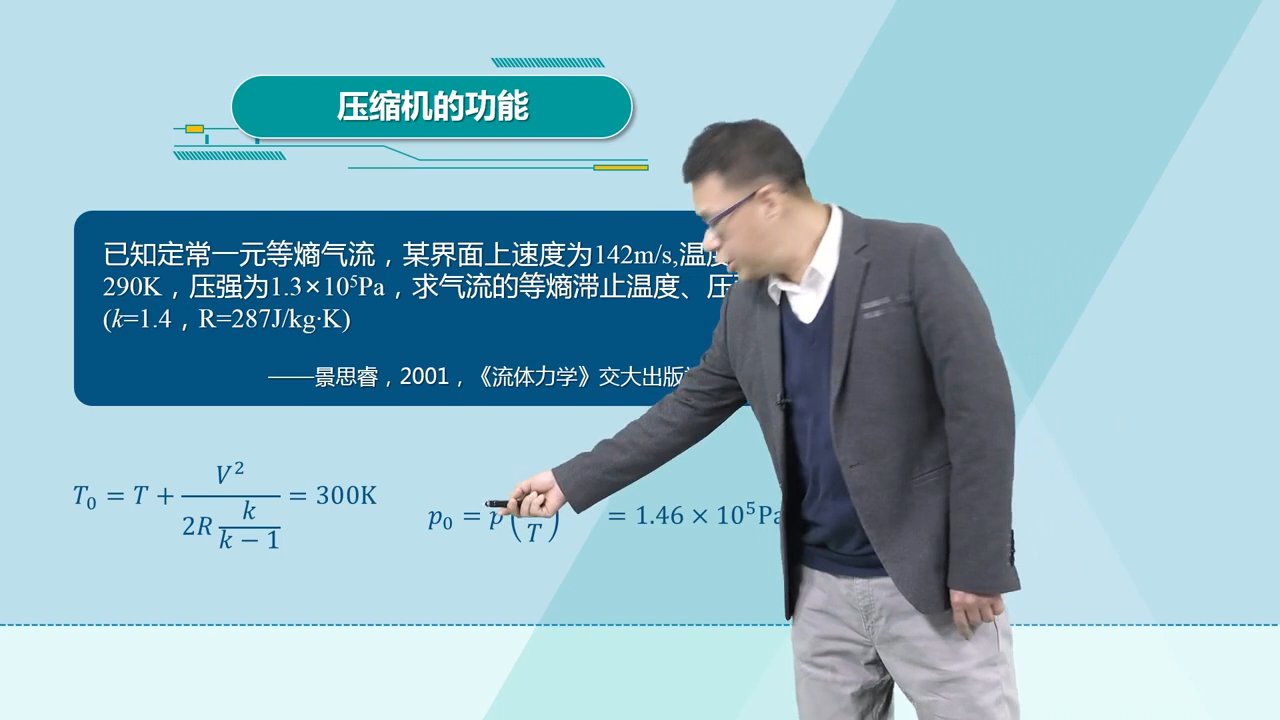 压缩机的功能
已知定常一元等熵气流，某界面上速度为142m/s,温度
290K，压强为1.3×10⁵Pa，求气流的等熵滞止温度、压
(k=1.4，R=287J/kg·K)
——景思睿，2001，《流体力学》交大出版
T₀ = T + V² / (2R k/(k−1)) = 300K
p₀ = p( /T) = 1.46 × 10⁵Pa